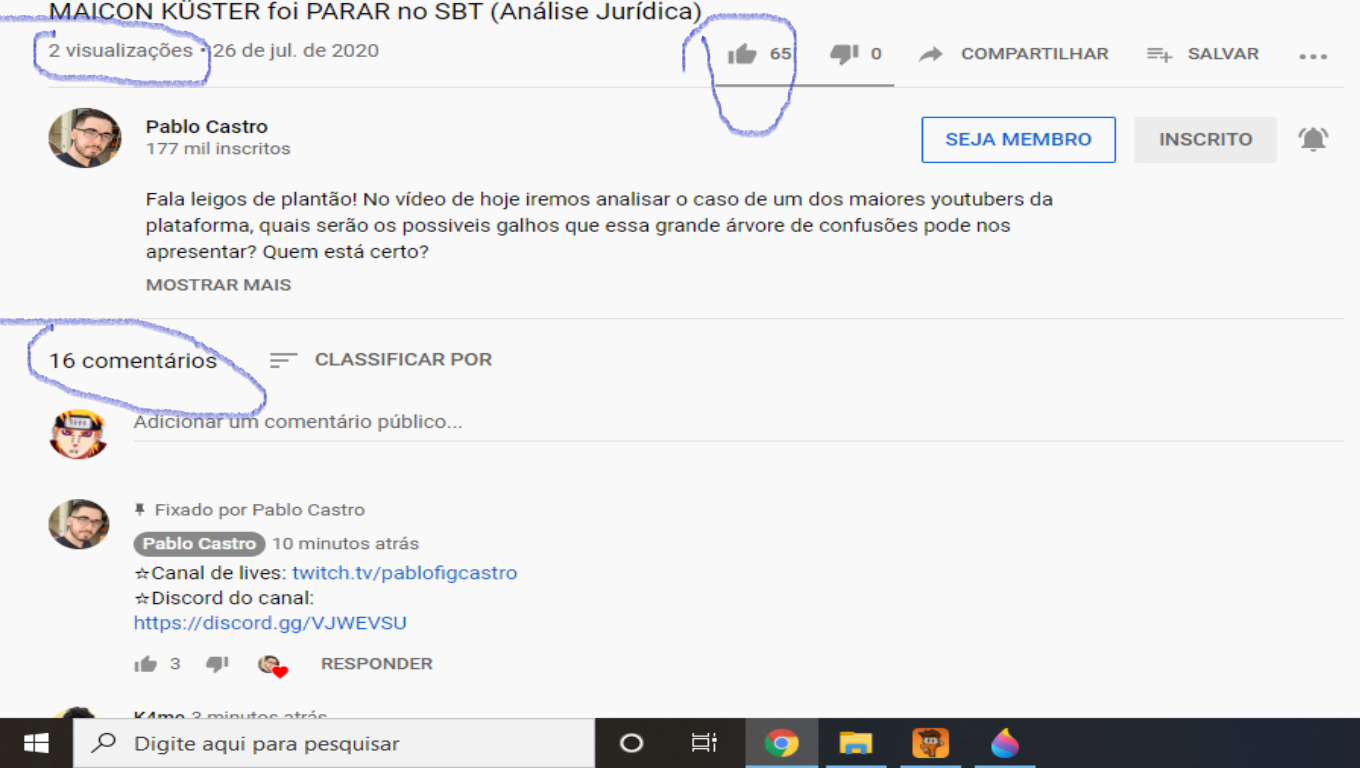 MAICON KÜSTER foi PARAR no SBT (Análise Jurídica)
2 visualizações • 26 de jul. de 2020
65 0 COMPARTILHAR SALVAR
Pablo Castro
177 mil inscritos
SEJA MEMBRO INSCRITO
Fala leigos de plantão! No vídeo de hoje iremos analisar o caso de um dos maiores youtubers da
plataforma, quais serão os possiveis galhos que essa grande árvore de confusões pode nos
apresentar? Quem está certo?
MOSTRAR MAIS
16 comentários CLASSIFICAR POR
Adicionar um comentário público...
Fixado por Pablo Castro
Pablo Castro 10 minutos atrás
☆Canal de lives: twitch.tv/pablofigcastro
☆Discord do canal:
https://discord.gg/VJWEVSU
3 RESPONDER
K4mo 3 minutos atrás
Digite aqui para pesquisar